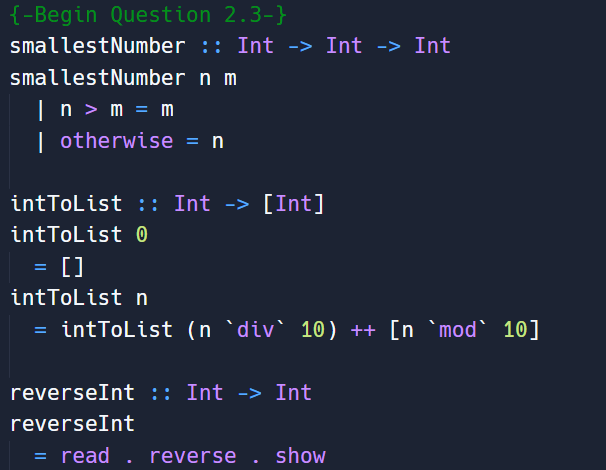 {-Begin Question 2.3-}
smallestNumber :: Int -> Int -> Int
smallestNumber n m
  | n > m = m
  | otherwise = n

intToList :: Int -> [Int]
intToList 0
  = []
intToList n
  = intToList (n `div` 10) ++ [n `mod` 10]

reverseInt :: Int -> Int
reverseInt
  = read . reverse . show